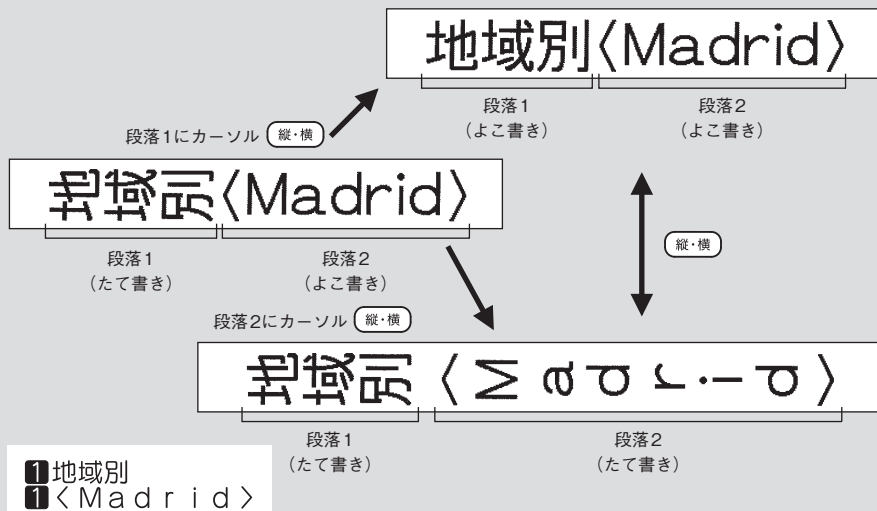 地域別〈Madrid〉
段落1
（よこ書き）
段落2
（よこ書き）
段落1にカーソル 縦・横
地域別〈Madrid〉
段落1
（たて書き）
段落2
（よこ書き）
縦・横
段落2にカーソル 縦・横
地域別〈Madrid〉
段落1
（たて書き）
段落2
（たて書き）
1地域別
1〈Madrid〉